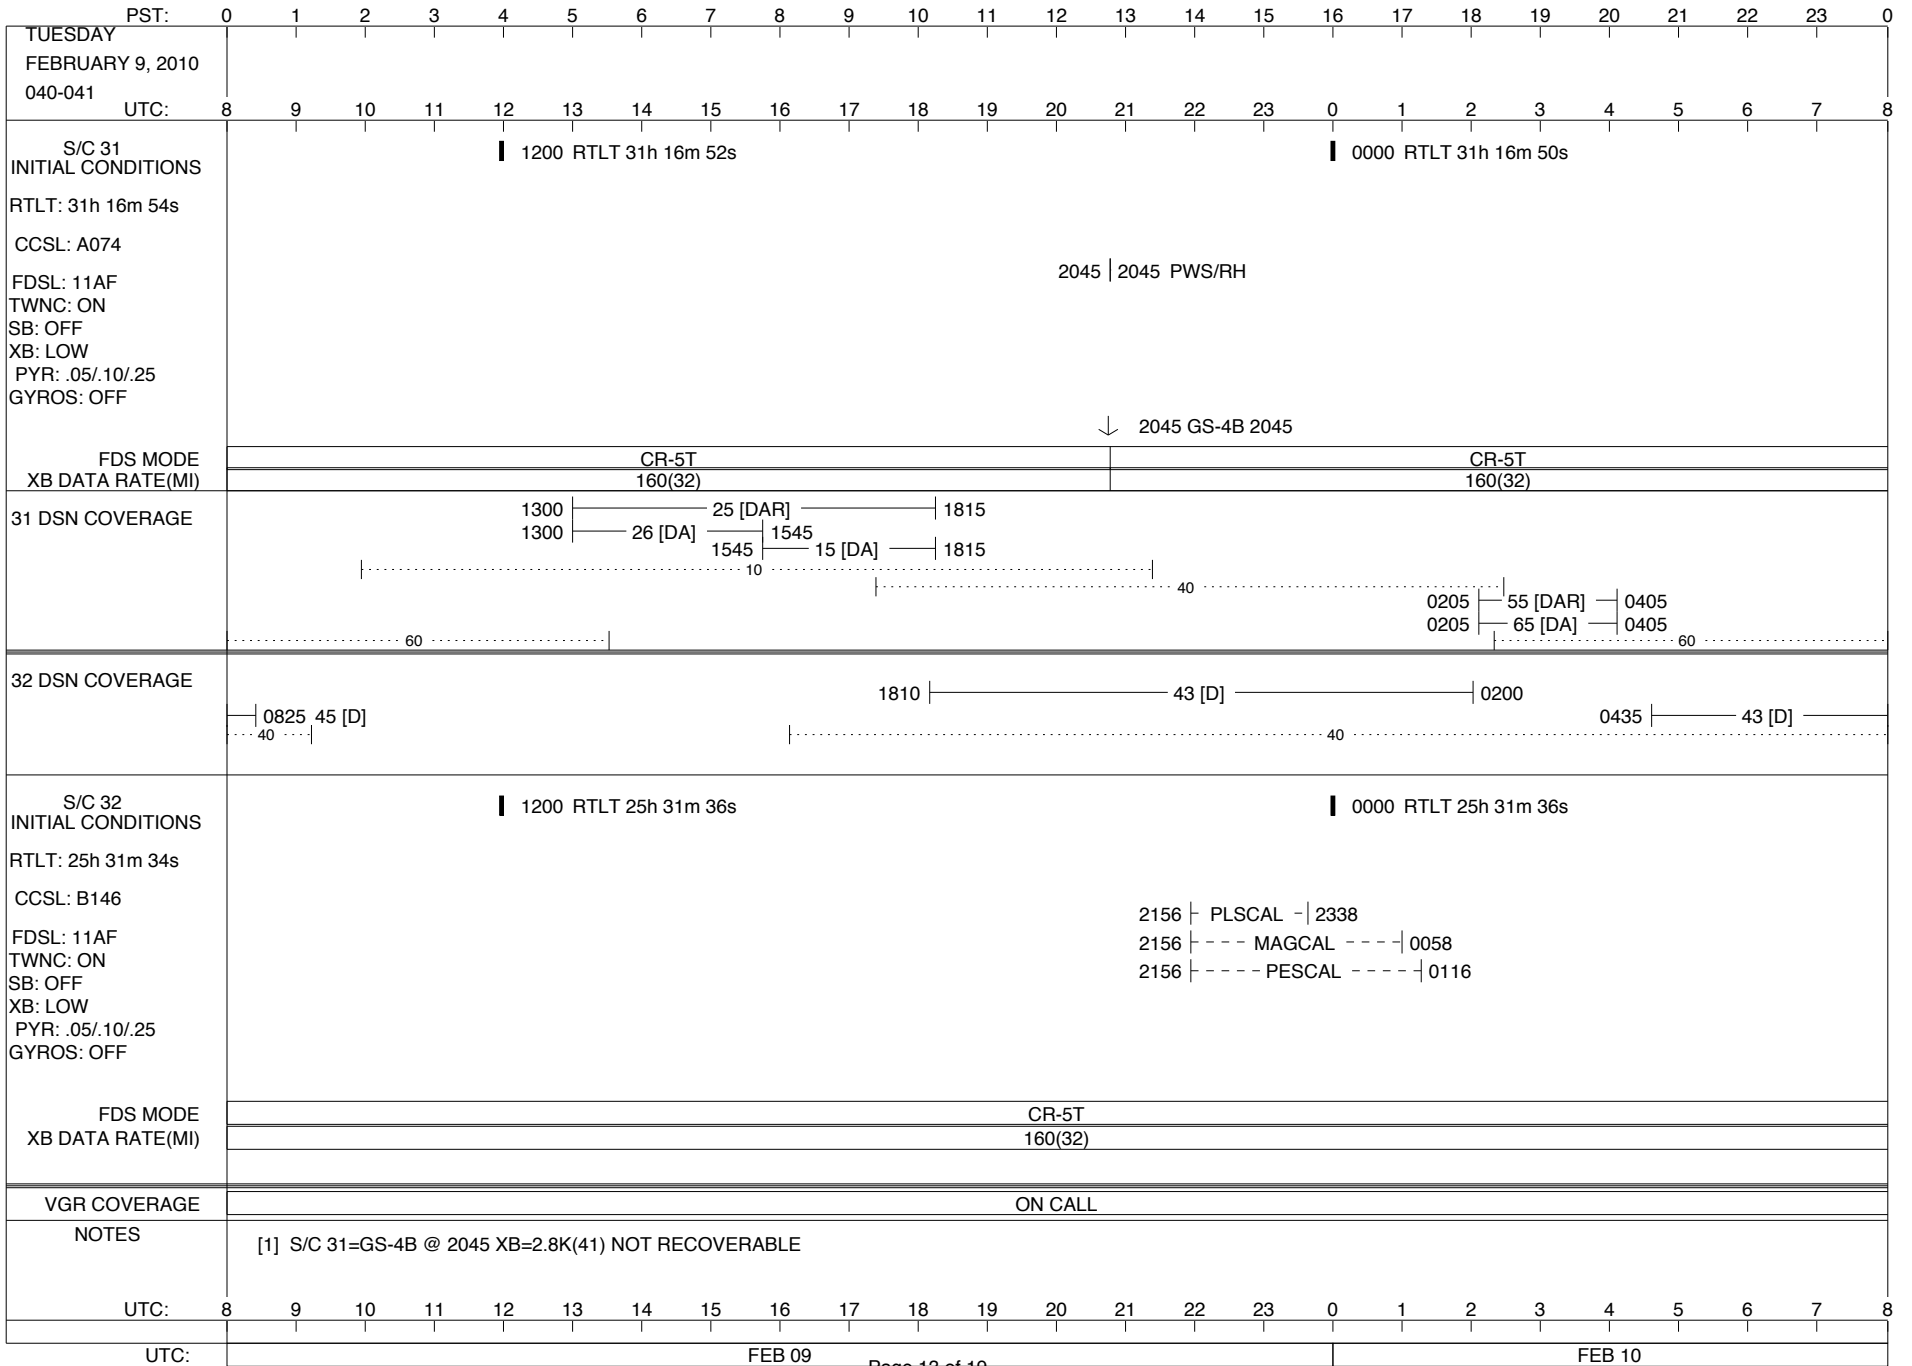 PST: 0 1 2 3 4 5 6 7 8 9 10 11 12 13 14 15 16 17 18 19 20 21 22 23 0
TUESDAY
FEBRUARY 9, 2010
040-041
UTC: 8 9 10 11 12 13 14 15 16 17 18 19 20 21 22 23 0 1 2 3 4 5 6 7 8
S/C 31
INITIAL CONDITIONS
1200 RTLT 31h 16m 52s
0000 RTLT 31h 16m 50s
RTLT: 31h 16m 54s
CCSL: A074
2045 2045 PWS/RH
FDSL: 11AF
TWNC: ON
SB: OFF
XB: LOW
PYR: .05/.10/.25
GYROS: OFF
2045 GS-4B 2045
FDS MODE CR-5T CR-5T
XB DATA RATE(MI) 160(32) 160(32)
31 DSN COVERAGE
1300 25 [DAR] 1815
1300 26 [DA] 1545
1545 15 [DA] 1815
10
40
0205 55 [DAR] 0405
0205 65 [DA] 0405
60 60
32 DSN COVERAGE
1810 43 [D] 0200
0825 45 [D] 0435 43 [D]
40 40
S/C 32
INITIAL CONDITIONS
1200 RTLT 25h 31m 36s
0000 RTLT 25h 31m 36s
RTLT: 25h 31m 34s
CCSL: B146
2156 PLSCAL 2338
FDSL: 11AF
2156 MAGCAL 0058
TWNC: ON
2156 PESCAL 0116
SB: OFF
XB: LOW
PYR: .05/.10/.25
GYROS: OFF
FDS MODE CR-5T
XB DATA RATE(MI) 160(32)
VGR COVERAGE ON CALL
NOTES
[1] S/C 31=GS-4B @ 2045 XB=2.8K(41) NOT RECOVERABLE
UTC: 8 9 10 11 12 13 14 15 16 17 18 19 20 21 22 23 0 1 2 3 4 5 6 7 8
UTC: FEB 09 FEB 10